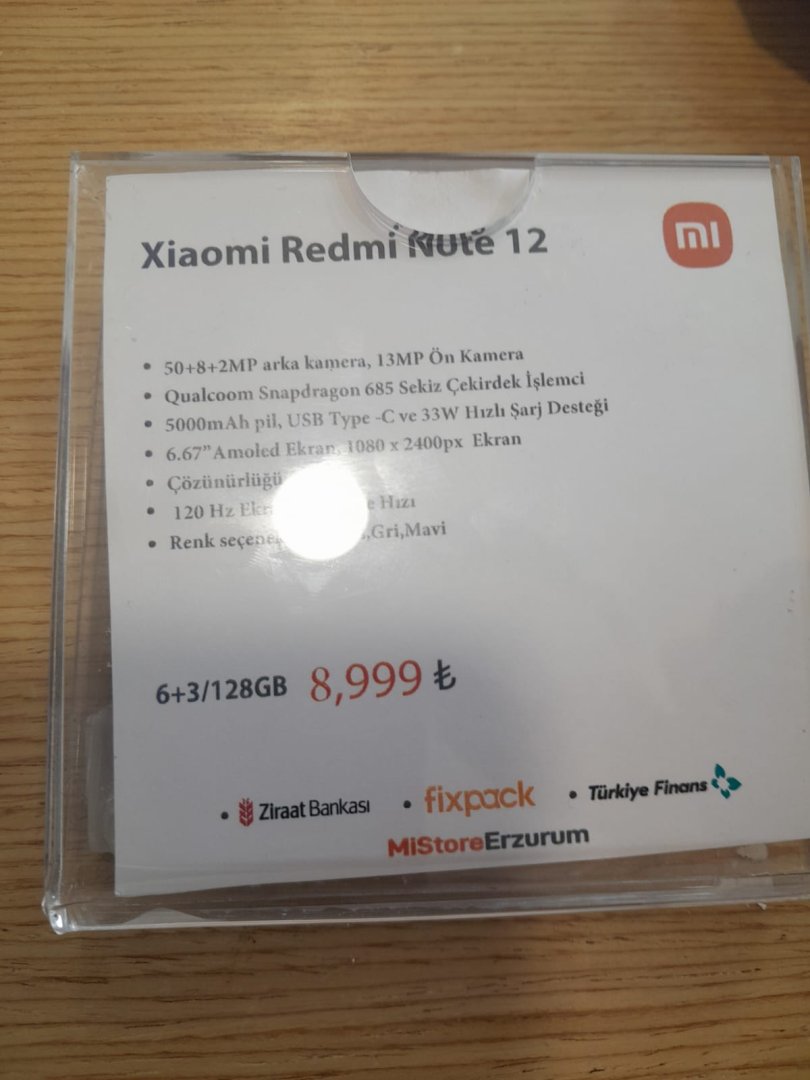 Xiaomi Redmi Note 12
mi
• 50+8+2MP arka kamera, 13MP Ön Kamera
• Qualcoom Snapdragon 685 Sekiz Çekirdek İşlemci
• 5000mAh pil, USB Type -C ve 33W Hızlı Şarj Desteği
• 6.67”Amoled Ekran, 1080 x 2400px Ekran
• Çözünürlüğü
• 120 Hz Hızı
• Renk ,Gri,Mavi
6+3/128GB 8,999 ₺
• Ziraat Bankası • fixpack • Türkiye Finans
MiStoreErzurum